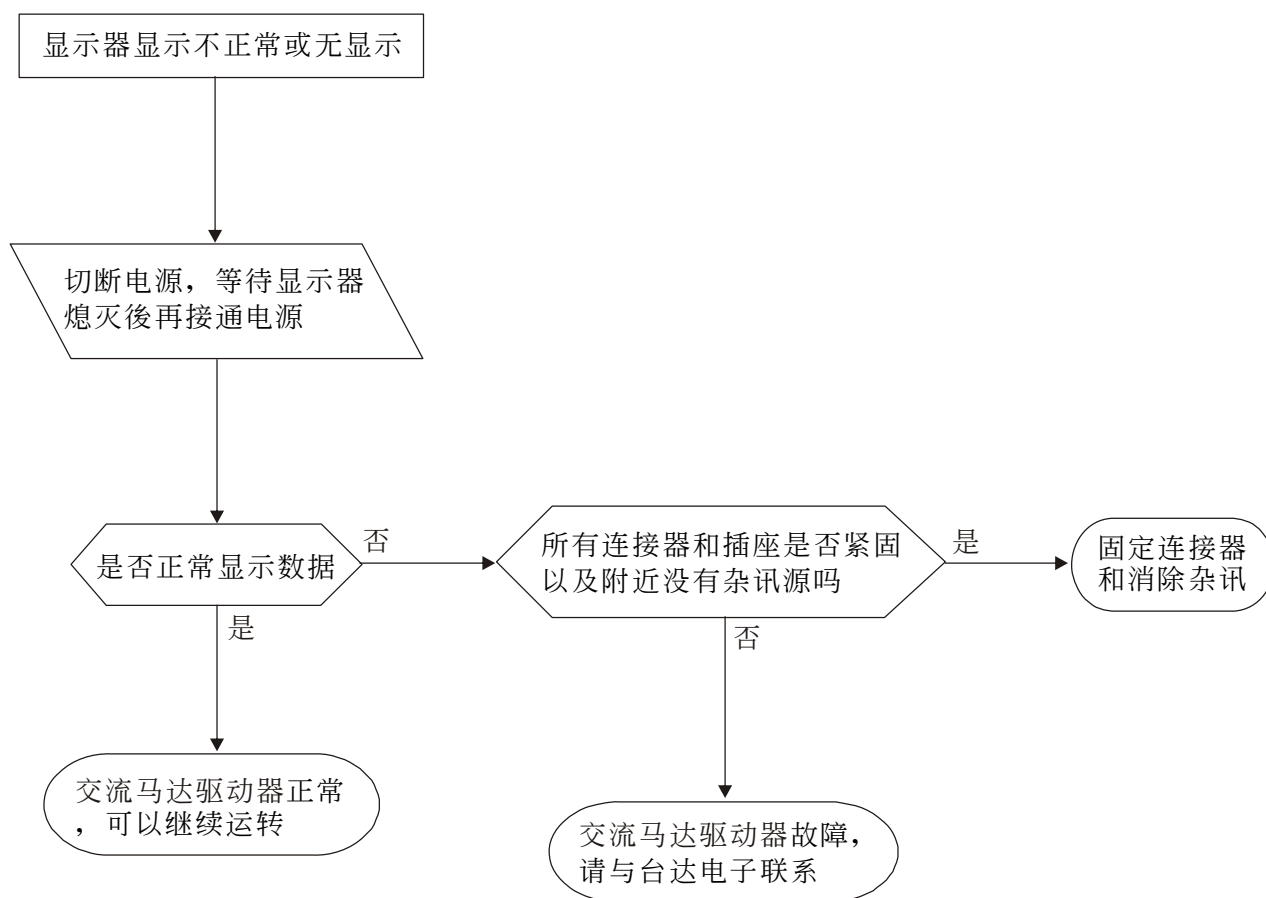 显示器显示不正常或无显示
切断电源，等待显示器
熄灭後再接通电源
是否正常显示数据
否
所有连接器和插座是否紧固
以及附近没有杂讯源吗
是
固定连接器
和消除杂讯
是
否
交流马达驱动器正常
，可以继续运转
交流马达驱动器故障，
请与台达电子联系